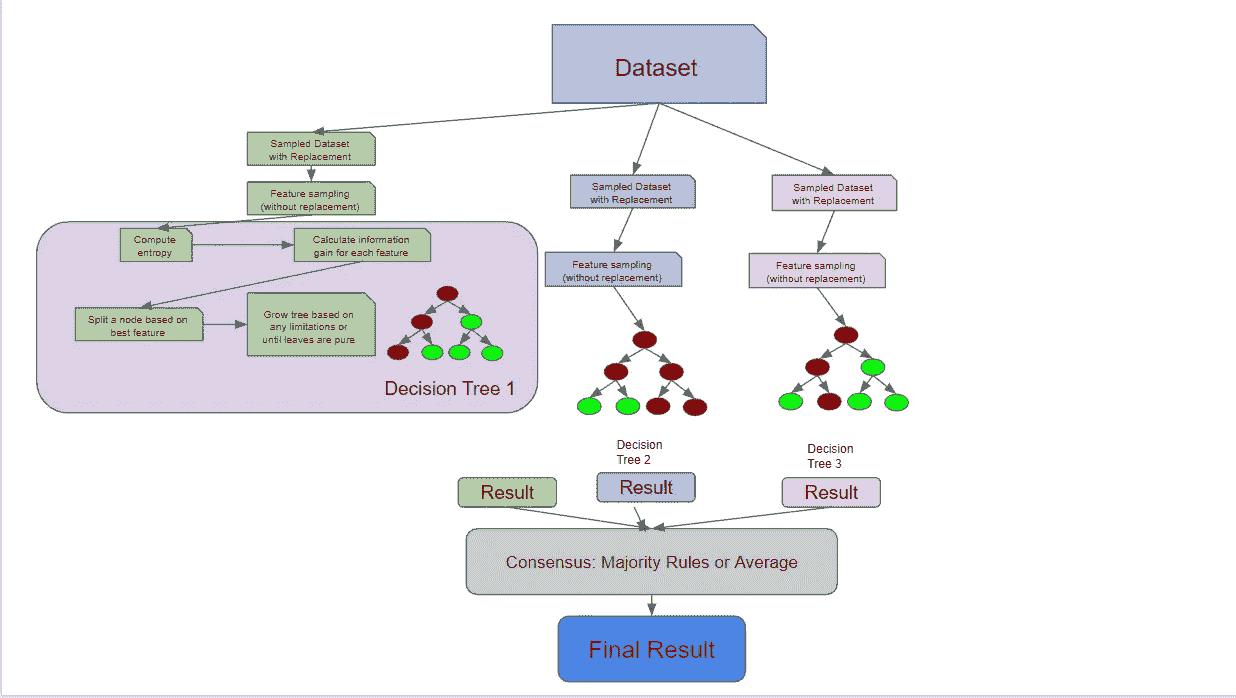 Dataset
Sampled Dataset
with Replacement
Feature sampling
(without replacement)
Compute
entropy
Calculate information
gain for each feature
Split a node based on
best feature
Grow tree based on
any limitations or
until leaves are pure
Decision Tree 1
Sampled Dataset
with Replacement
Feature sampling
(without replacement)
Decision
Tree 2
Sampled Dataset
with Replacement
Feature sampling
(without replacement)
Decision
Tree 3
Result
Result
Result
Consensus: Majority Rules or Average
Final Result